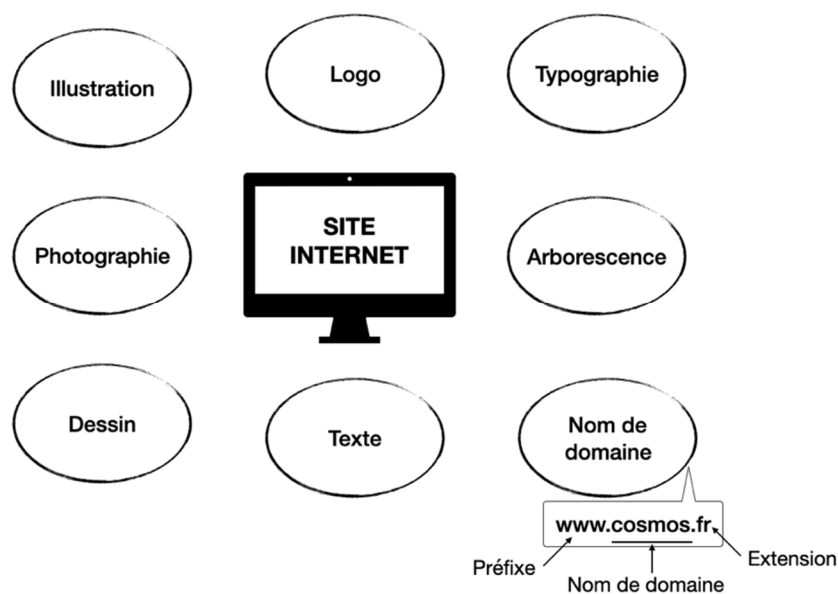 Illustration
Logo
Typographie
Photographie
SITE
INTERNET
Arborescence
Dessin
Texte
Nom de
domaine
www.cosmos.fr
Préfixe
Extension
Nom de domaine